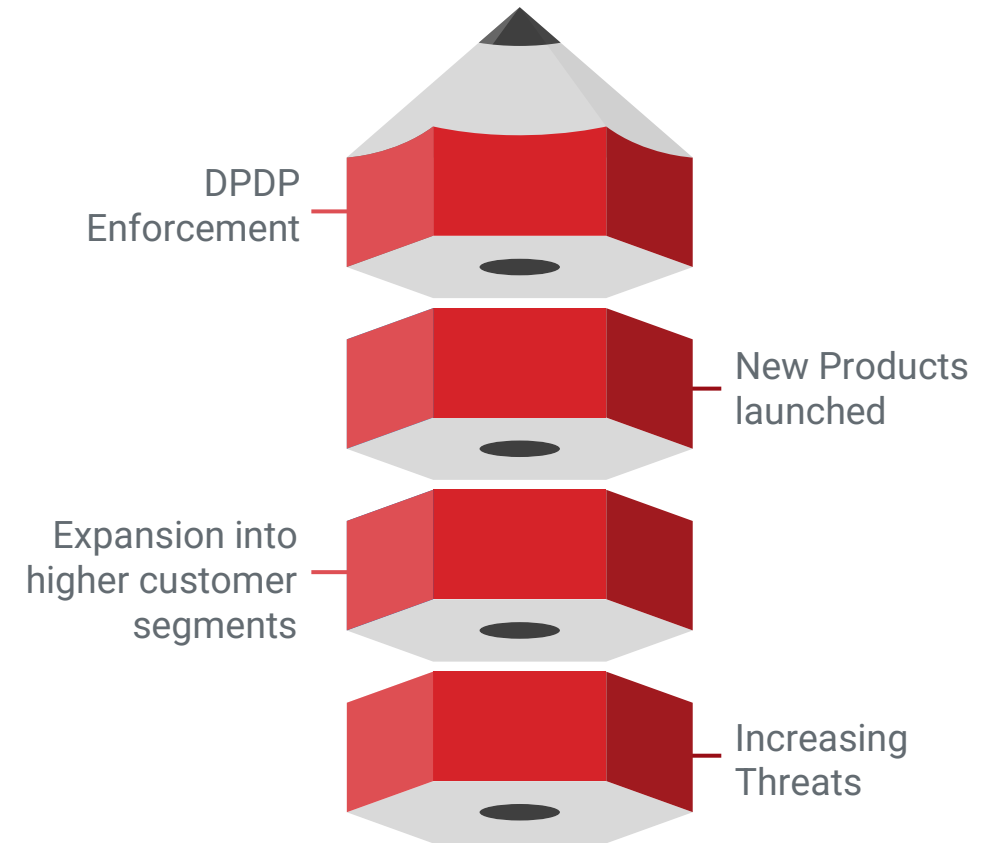 DPDP
Enforcement
New Products
launched
Expansion into
higher customer
segments
Increasing
Threats